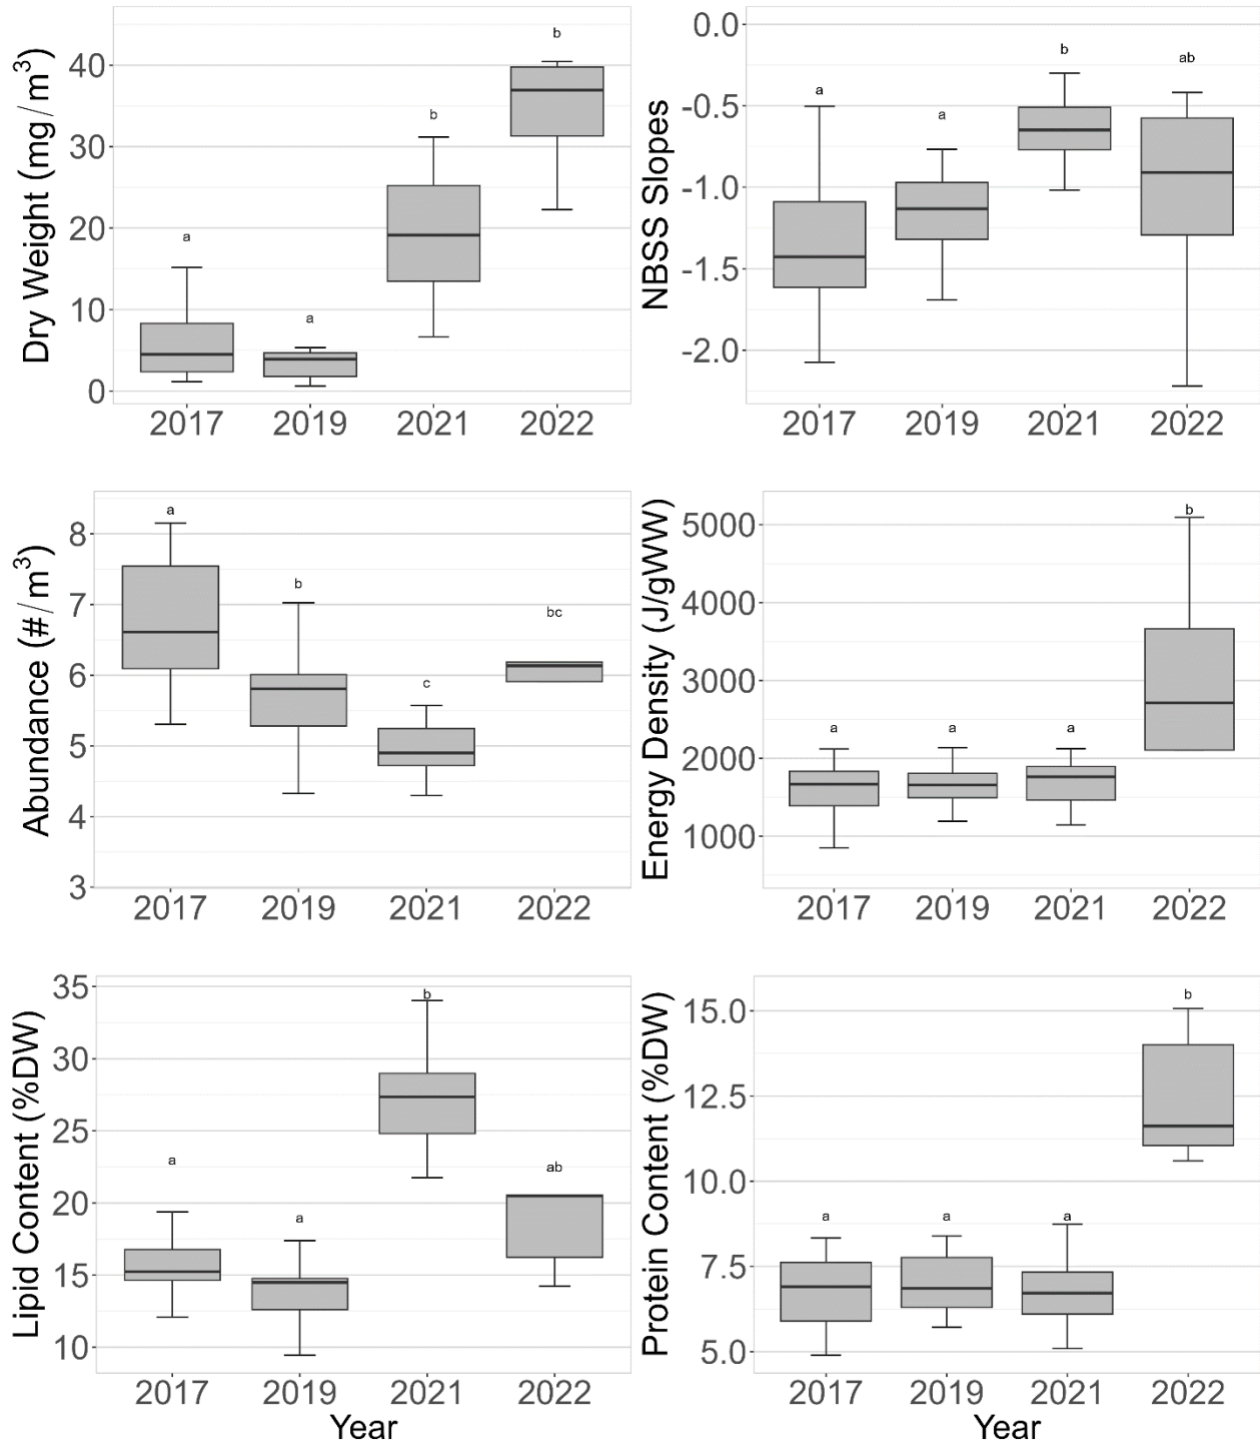 Dry Weight (mg/m³)
40
30
20
10
0
a
a
b
b
2017 2019 2021 2022
NBSS Slopes
0.0
-0.5
-1.0
-1.5
-2.0
a
a
b
ab
2017 2019 2021 2022
Abundance (#/m³)
8
7
6
5
4
3
a
b
c
bc
2017 2019 2021 2022
Energy Density (J/gWW)
5000
4000
3000
2000
1000
a
a
a
b
2017 2019 2021 2022
Lipid Content (%DW)
35
30
25
20
15
10
a
a
b
ab
2017 2019 2021 2022
Year
Protein Content (%DW)
15.0
12.5
10.0
7.5
5.0
a
a
a
b
2017 2019 2021 2022
Year